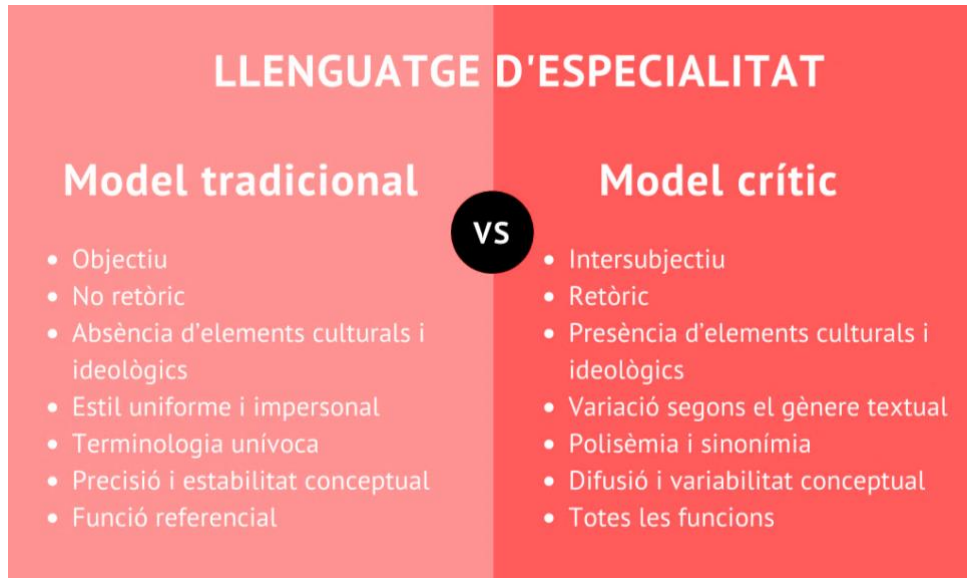 LLENGUATGE D'ESPECIALITAT
Model tradicional
• Objectiu
• No retòric
• Absència d’elements culturals i
ideològics
• Estil uniforme i impersonal
• Terminologia unívoca
• Precisió i estabilitat conceptual
• Funció referencial
VS
Model crític
• Intersubjectiu
• Retòric
• Presència d’elements culturals i
ideològics
• Variació segons el gènere textual
• Polisèmia i sinonímia
• Difusió i variabilitat conceptual
• Totes les funcions